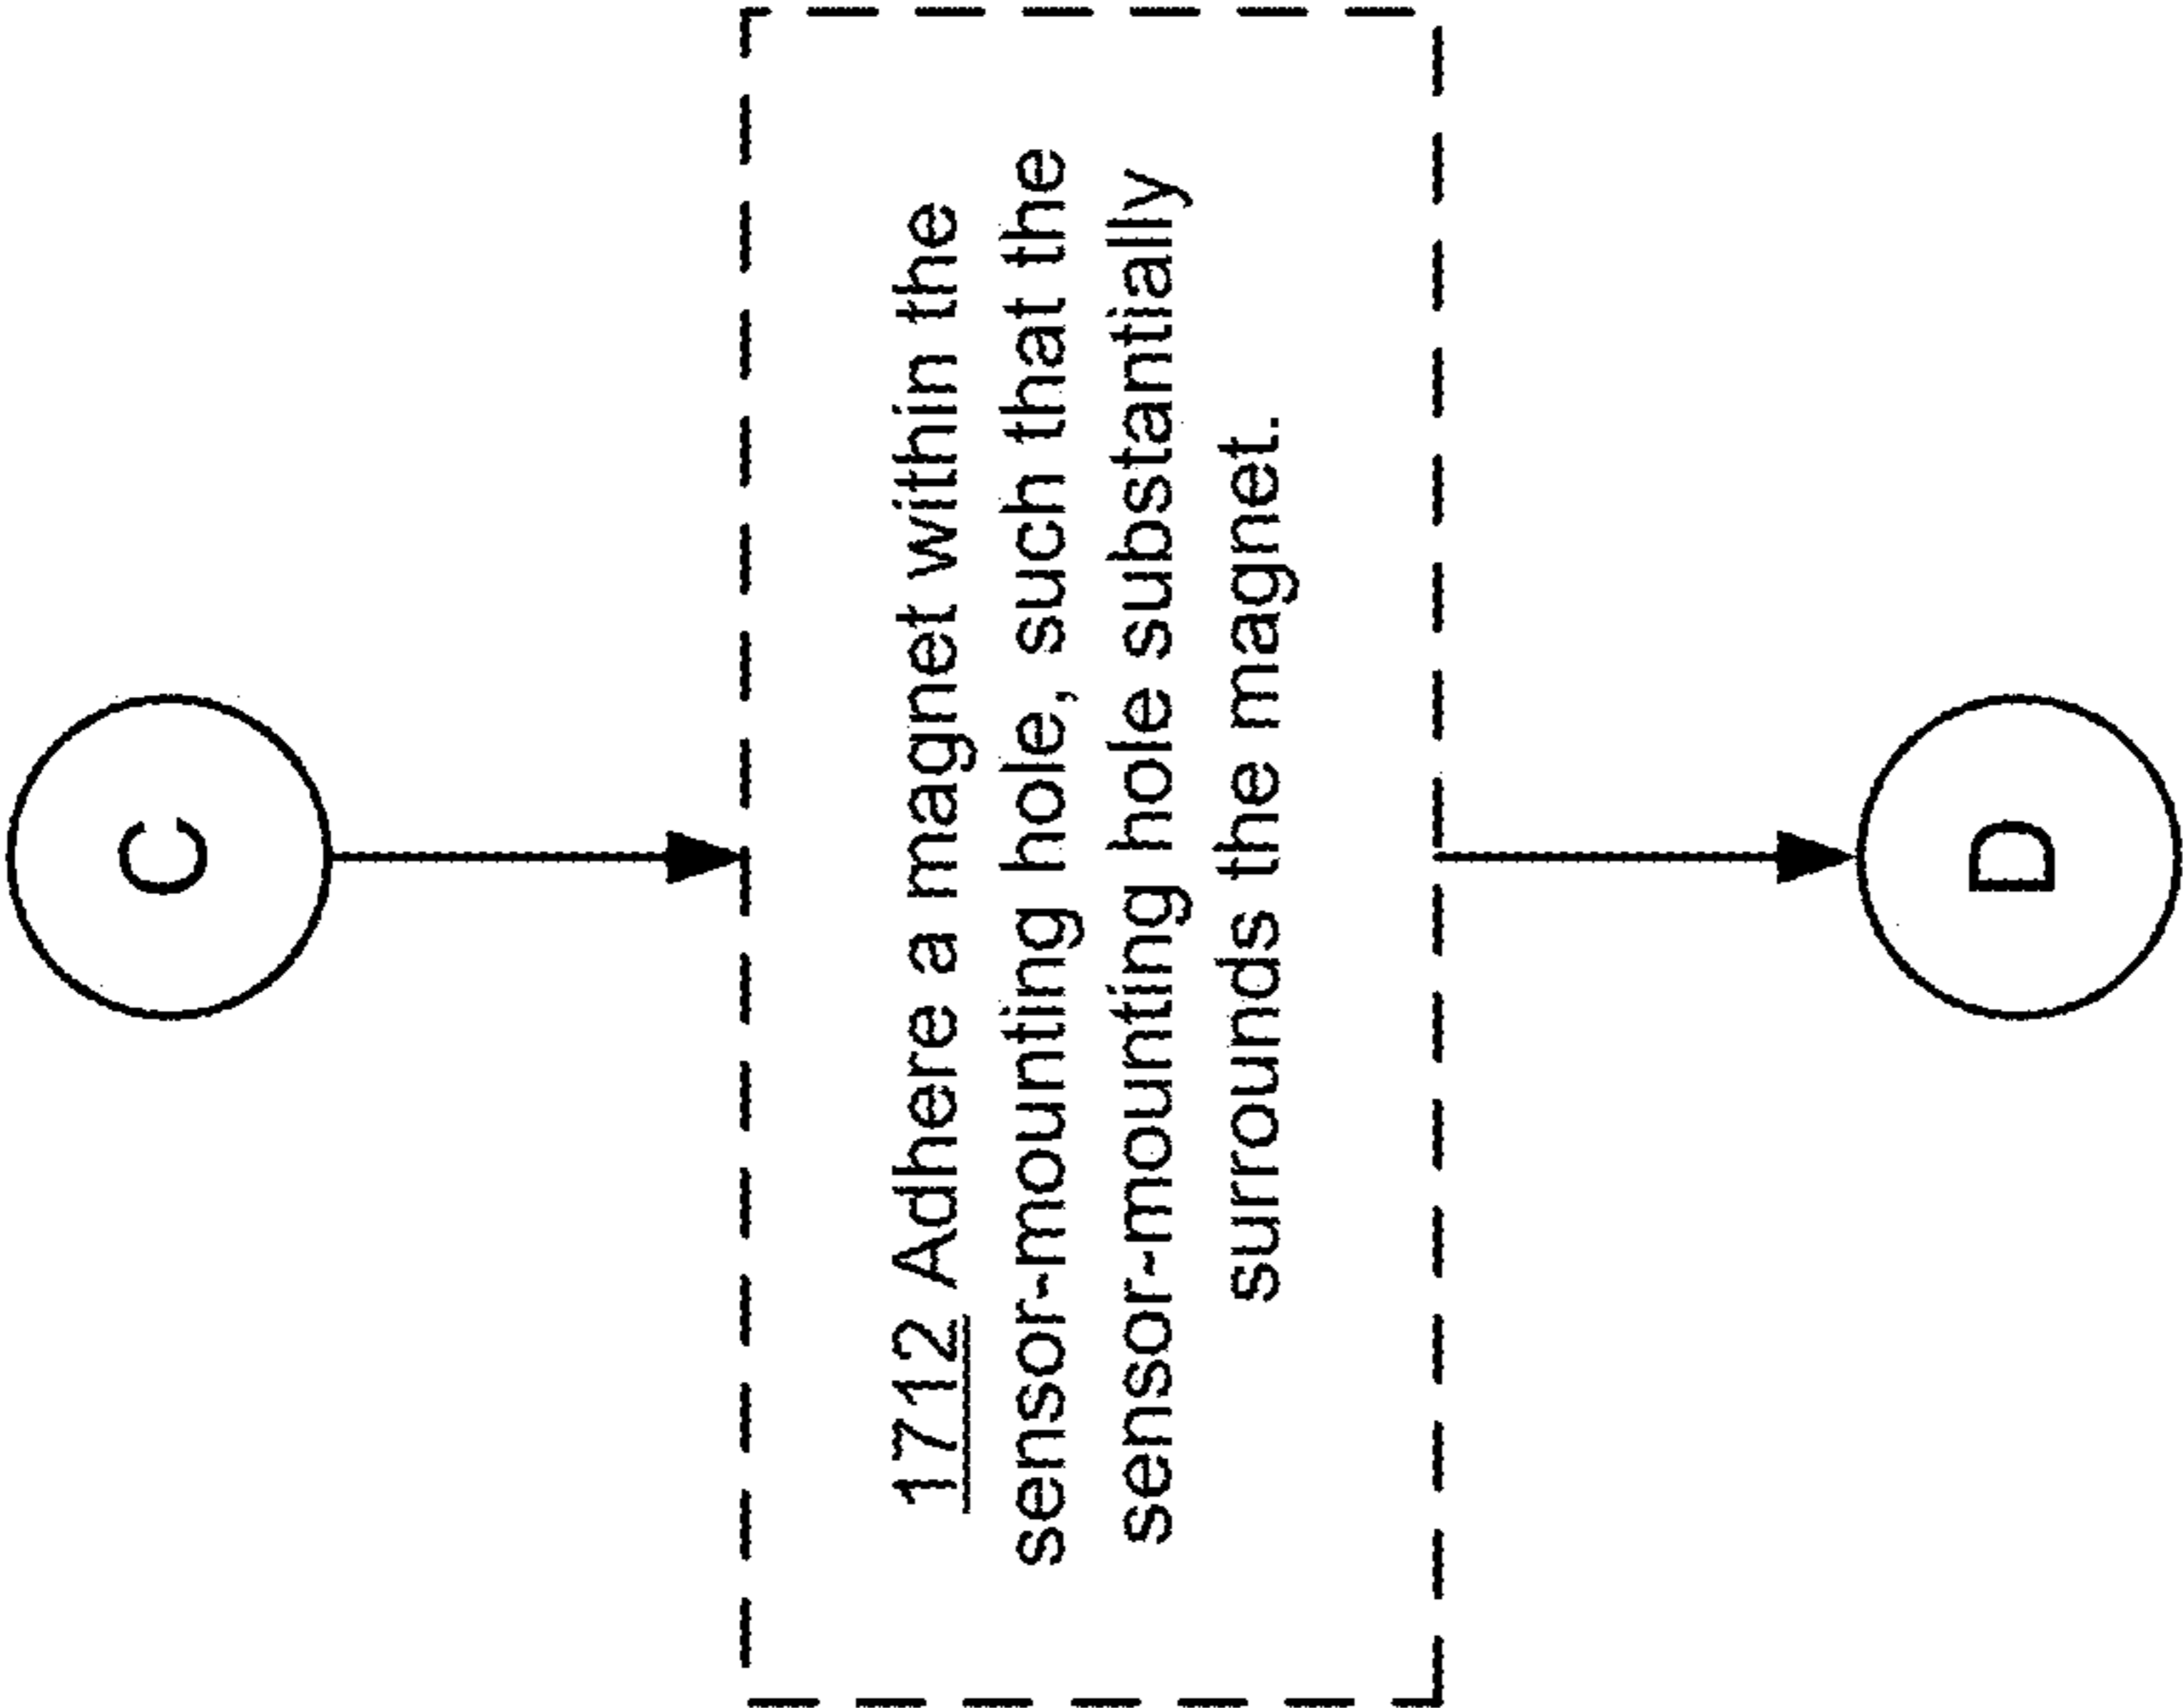 C
1712 Adhere a magnet within the
sensor-mounting hole, such that the
sensor-mounting hole substantially
surrounds the magnet.
D